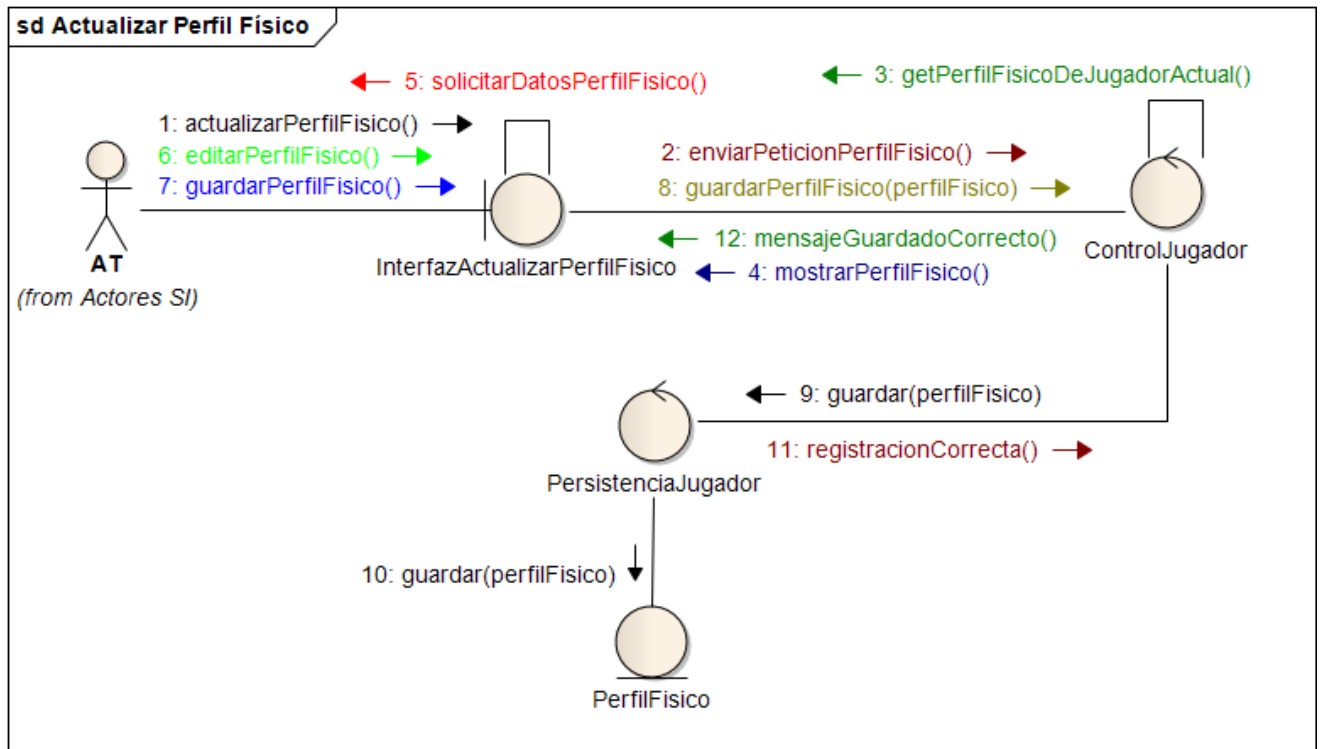 sd Actualizar Perfil Físico
5: solicitarDatosPerfilFisico()
3: getPerfilFisicoDeJugadorActual()
1: actualizarPerfilFisico()
6: editarPerfilFisico()
2: enviarPeticionPerfilFisico()
7: guardarPerfilFisico()
8: guardarPerfilFisico(perfilFisico)
12: mensajeGuardadoCorrecto()
ControlJugador
AT
InterfazActualizarPerfilFisico
4: mostrarPerfilFisico()
(from Actores SI)
9: guardar(perfilFisico)
11: registracionCorrecta()
PersistenciaJugador
10: guardar(perfilFisico)
PerfilFisico